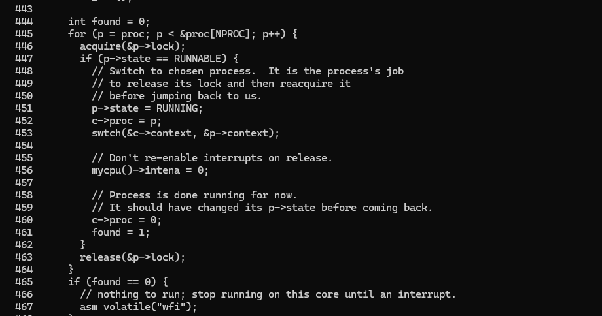 443
444 int found = 0;
445 for (p = proc; p < &proc[NPROC]; p++) {
446 acquire(&p->lock);
447 if (p->state == RUNNABLE) {
448 // Switch to chosen process.  It is the process's job
449 // to release its lock and then reacquire it
450 // before jumping back to us.
451 p->state = RUNNING;
452 c->proc = p;
453 swtch(&c->context, &p->context);
454
455 // Don't re-enable interrupts on release.
456 mycpu()->intena = 0;
457
458 // Process is done running for now.
459 // It should have changed its p->state before coming back.
460 c->proc = 0;
461 found = 1;
462 }
463 release(&p->lock);
464 }
465 if (found == 0) {
466 // nothing to run; stop running on this core until an interrupt.
467 asm volatile("wfi");